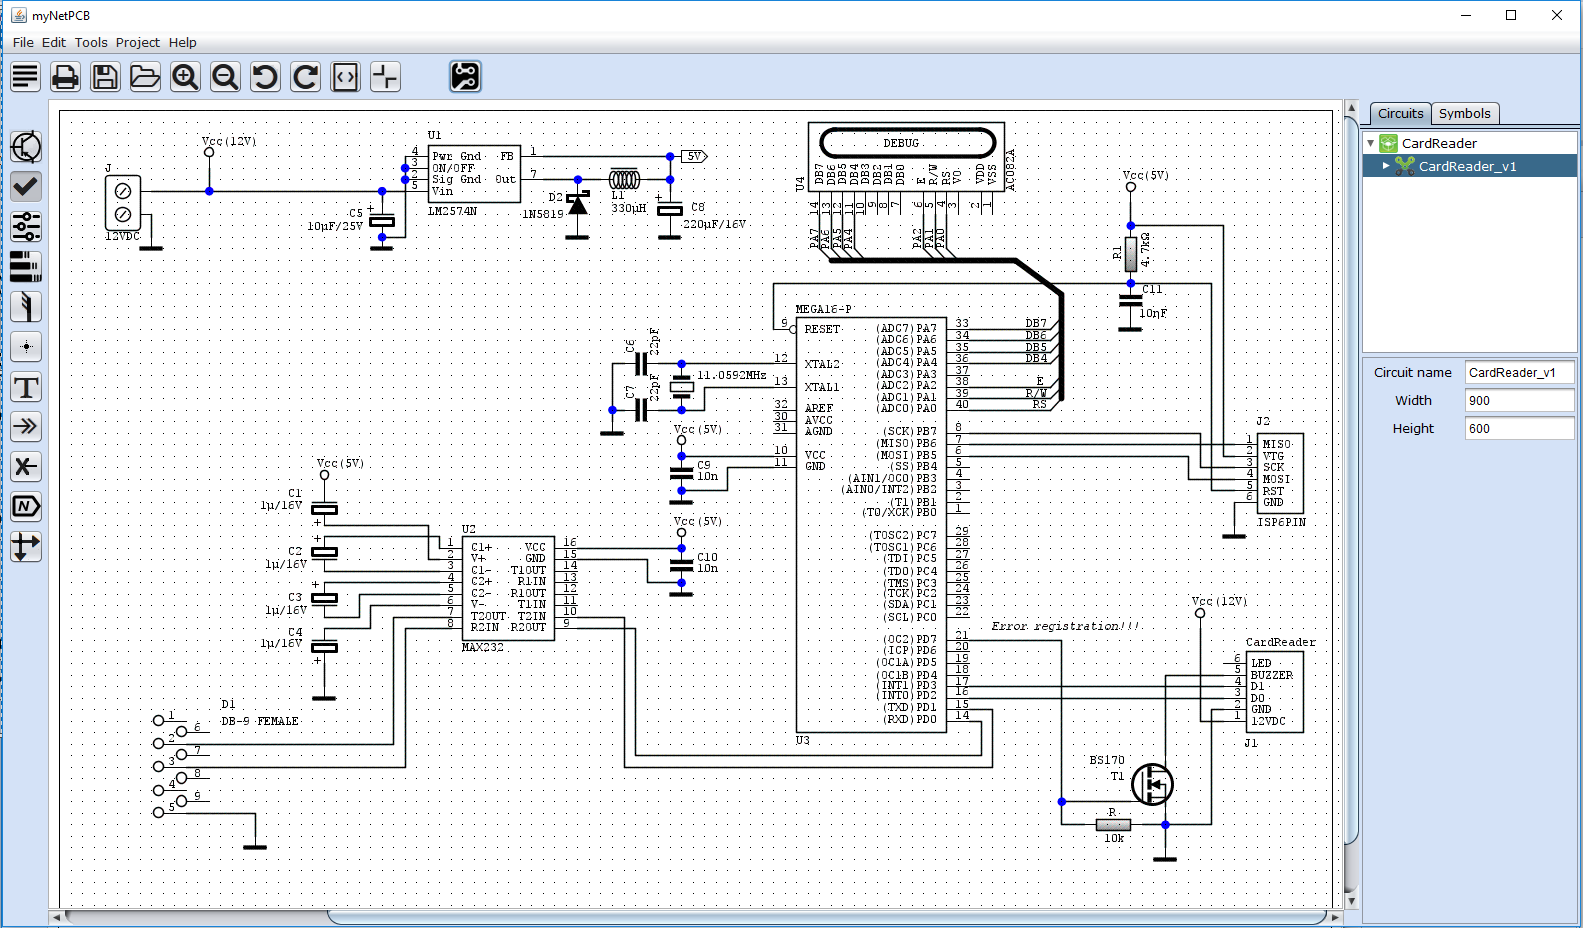 myNetPCB
File Edit Tools Project Help
Circuits Symbols
CardReader
CardReader_v1
Circuit name CardReader_v1
Width 900
Height 600
J
12VDC
Vcc(12V)
C5
10µF/25V
U1
4 Pwr Gnd FB 1
3 ON/OFF
2 Sig Gnd Out 7
5 Vin
LM2574N
D2
1N5819
L1
330µH
5V
C8
220µF/16V
U4
DEBUG
AC082A
DB7 DB6 DB5 DB4 DB3 DB2 DB1 DB0 E R/W RS VO VDD VSS
14 13 12 11 10 9 8 7 6 5 4 3 2 1
PA7 PA6 PA5 PA4 PA2 PA1 PA0
Vcc(5V)
R1
4.7kΩ
C11
10nF
MEGA16-P
9 RESET
12 XTAL2
13 XTAL1
32 AREF
30 AVCC
31 AGND
10 VCC
11 GND
(ADC7)PA7 33 DB7
(ADC6)PA6 34 DB6
(ADC5)PA5 35 DB5
(ADC4)PA4 36 DB4
(ADC3)PA3 37
(ADC2)PA2 38 E
(ADC1)PA1 39 R/W
(ADC0)PA0 40 RS
(SCK)PB7 8
(MISO)PB6 7
(MOSI)PB5 6
(SS)PB4 5
(AIN1/OC0)PB3 4
(AIN0/INT2)PB2 3
(T1)PB1 2
(T0/XCK)PB0 1
(TOSC2)PC7 29
(TOSC1)PC6 28
(TDI)PC5 27
(TDO)PC4 26
(TMS)PC3 25
(TCK)PC2 24
(SDA)PC1 23
(SCL)PC0 22
(OC2)PD7 21
(ICP)PD6 20
(OC1A)PD5 19
(OC1B)PD4 18
(INT1)PD3 17
(INT0)PD2 16
(TXD)PD1 15
(RXD)PD0 14
U3
C6
22pF
C7
22pF
11.0592MHz
Vcc(5V)
C9
10n
Vcc(5V)
C10
10n
J2
1 MISO
2 VTG
3 SCK
4 MOSI
5 RST
6 GND
ISP6PIN
Vcc(5V)
C1
1µ/16V
+
+
C2
1µ/16V
+
C3
1µ/16V
C4
1µ/16V
+
U2
1 C1+ VCC 16
2 V+ GND 15
3 C1- T1OUT 14
4 C2+ R1IN 13
5 C2- R1OUT 12
6 V- T1IN 11
7 T2OUT T2IN 10
8 R2IN R2OUT 9
MAX232
Error registration!!!
Vcc(12V)
CardReader
6 LED
5 BUZZER
4 D1
3 D0
2 GND
1 12VDC
J1
D1
DB-9 FEMALE
1
6
2
7
3
8
4
9
5
BS170
T1
R
10k